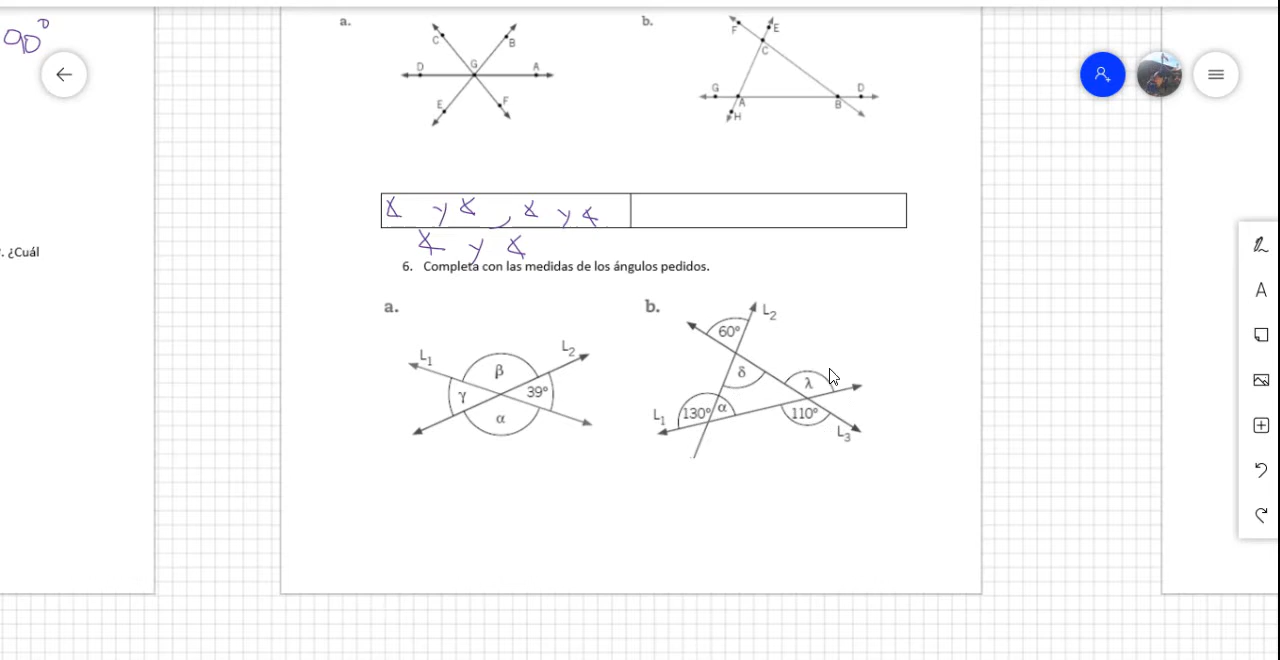 90°
a.
C
B
D
G
A
E
F
b.
F
E
C
G
A
B
D
H
∡ y ∡ , ∡ y ∡
∡ y ∡
. ¿Cuál
6. Completa con las medidas de los ángulos pedidos.
a.
L1
L2
β
γ
39°
α
b.
L2
60°
δ
λ
L1
130°
α
110°
L3
A